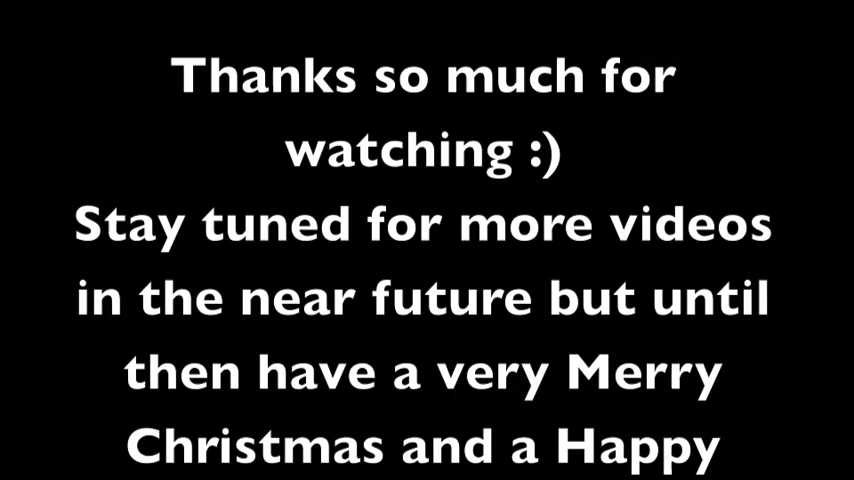 Thanks so much for
watching :)
Stay tuned for more videos
in the near future but until
then have a very Merry
Christmas and a Happy